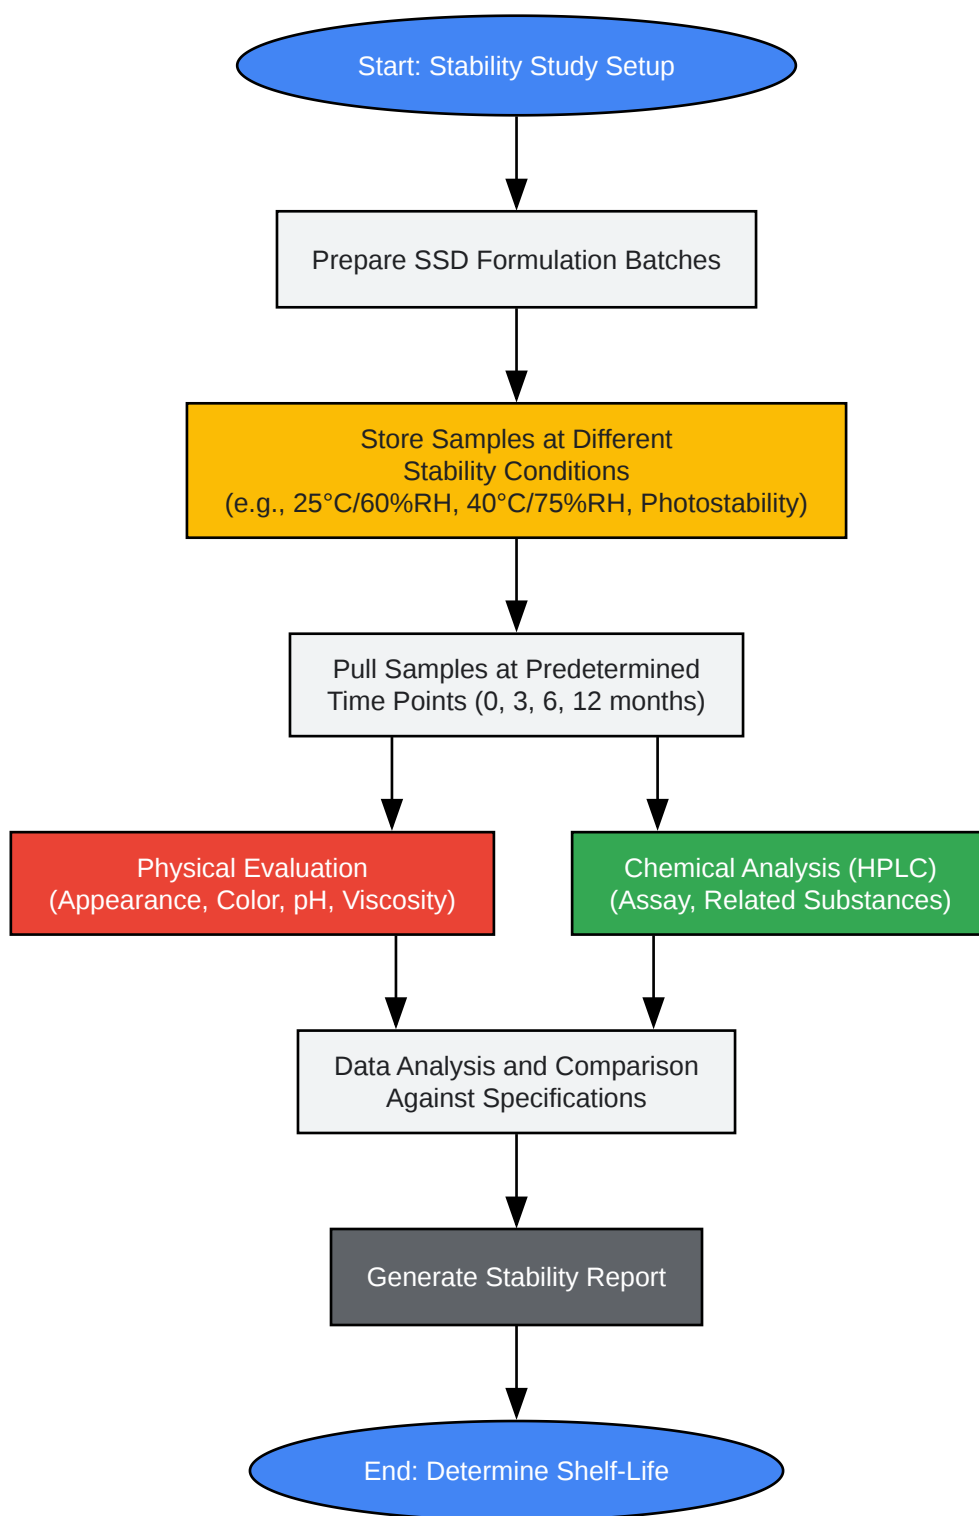 Start: Stability Study Setup
Prepare SSD Formulation Batches
Store Samples at Different
Stability Conditions
(e.g., 25°C/60%RH, 40°C/75%RH, Photostability)
Pull Samples at Predetermined
Time Points (0, 3, 6, 12 months)
Physical Evaluation
(Appearance, Color, pH, Viscosity)
Chemical Analysis (HPLC)
(Assay, Related Substances)
Data Analysis and Comparison
Against Specifications
Generate Stability Report
End: Determine Shelf-Life